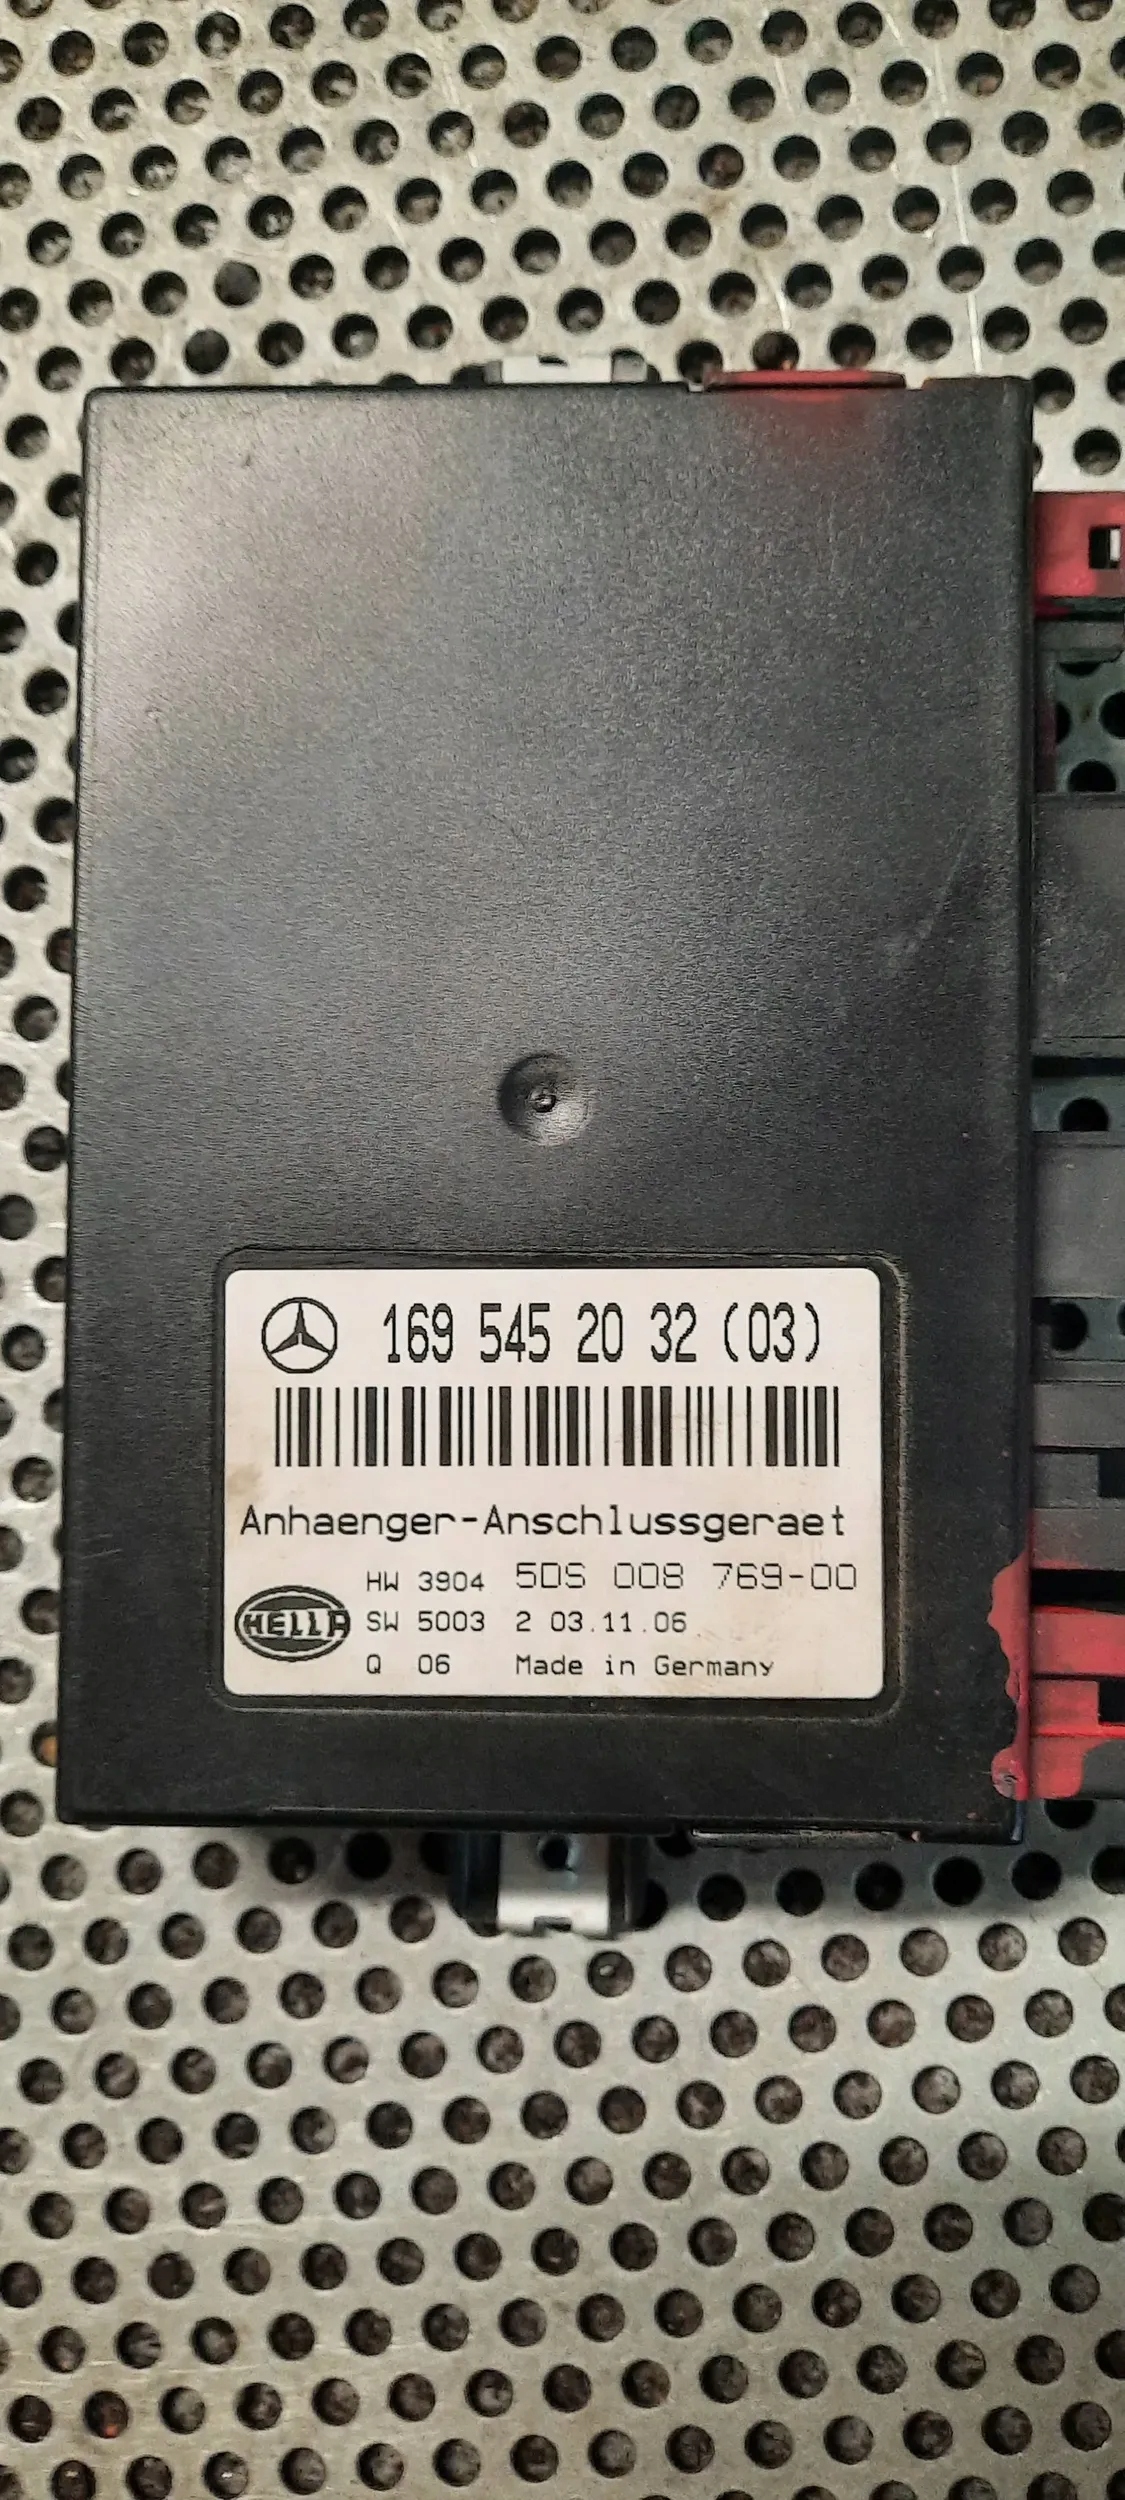 169 545 20 32 (03)
Anhaenger-Anschlussgeraet
HW 3904 5DS 008 769-00
HELLA SW 5003 2 03.11.06
Q 06 Made in Germany